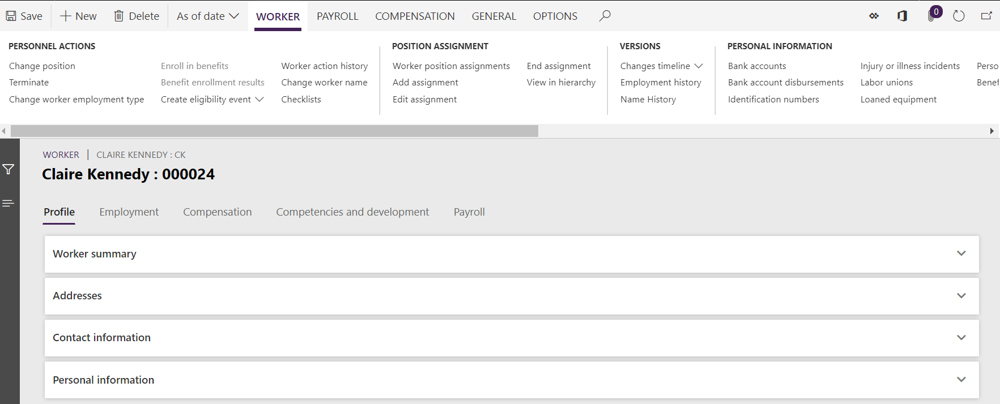 Save New Delete As of date WORKER PAYROLL COMPENSATION GENERAL OPTIONS 0
PERSONNEL ACTIONS
Change position Enroll in benefits Worker action history
Terminate Benefit enrollment results Change worker name
Change worker employment type Create eligibility event Checklists
POSITION ASSIGNMENT
Worker position assignments End assignment
Add assignment View in hierarchy
Edit assignment
VERSIONS
Changes timeline
Employment history
Name History
PERSONAL INFORMATION
Bank accounts Injury or illness incidents Perso
Bank account disbursements Labor unions Benef
Identification numbers Loaned equipment
WORKER | CLAIRE KENNEDY : CK
Claire Kennedy : 000024
Profile Employment Compensation Competencies and development Payroll
Worker summary
Addresses
Contact information
Personal information